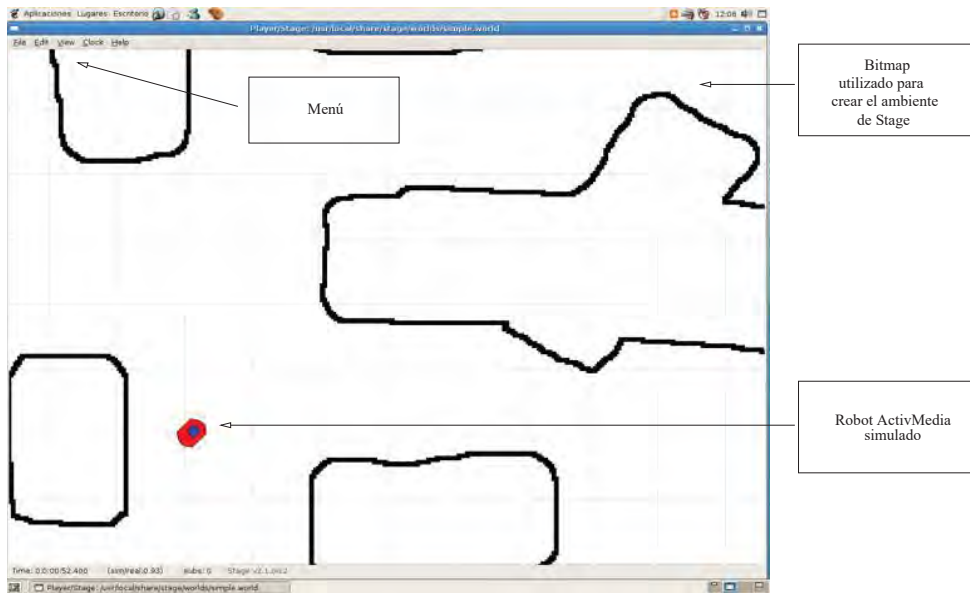 Aplicaciones Lugares Escritorio
12:06
Player/Stage: /usr/local/share/stage/worlds/simple.world
File Edit View Clock Help
Menú
Bitmap
utilizado para
crear el ambiente
de Stage
Robot ActivMedia
simulado
Time: 0:0:00:52.400 (sim/real:0.93) subs: 0 Stage v2.1.0
Player/Stage: /usr/local/share/stage/worlds/simple.world